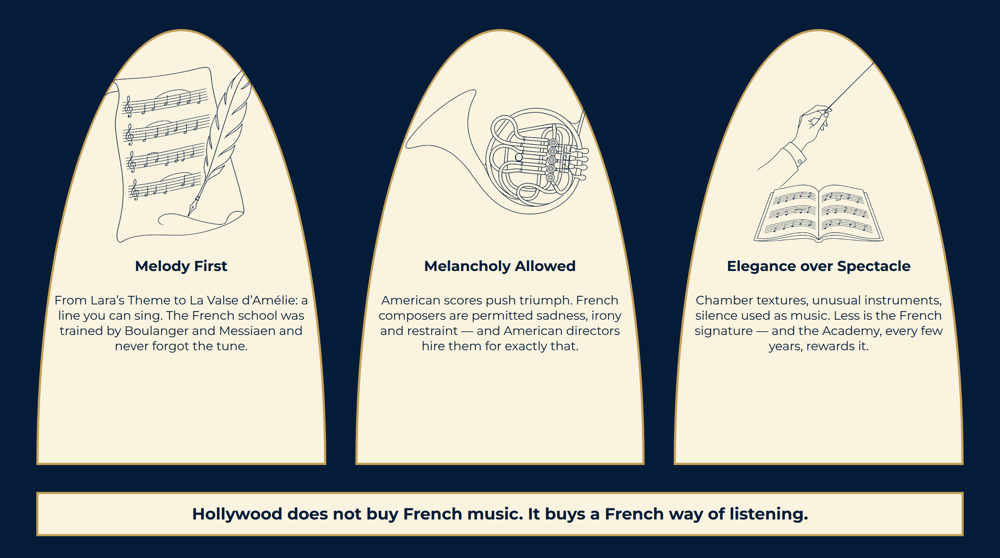 Melody First
From Lara’s Theme to La Valse d’Amélie: a
line you can sing. The French school was
trained by Boulanger and Messiaen and
never forgot the tune.
Melancholy Allowed
American scores push triumph. French
composers are permitted sadness, irony
and restraint — and American directors
hire them for exactly that.
Elegance over Spectacle
Chamber textures, unusual instruments,
silence used as music. Less is the French
signature — and the Academy, every few
years, rewards it.
Hollywood does not buy French music. It buys a French way of listening.